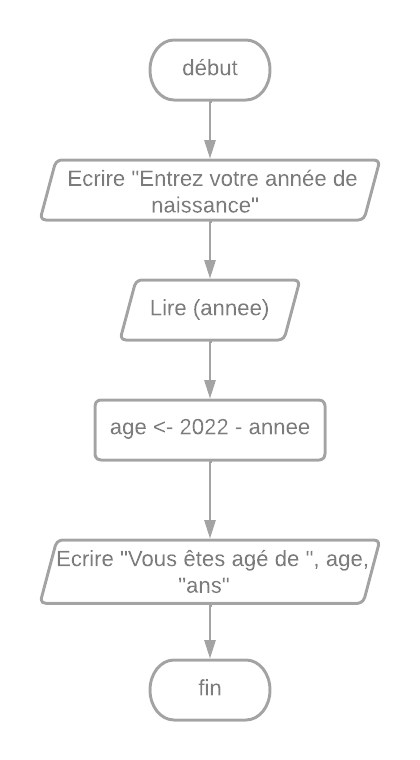 début
Ecrire "Entrez votre année de
naissance"
Lire (annee)
age <- 2022 - annee
Ecrire "Vous êtes agé de ", age,
"ans"
fin